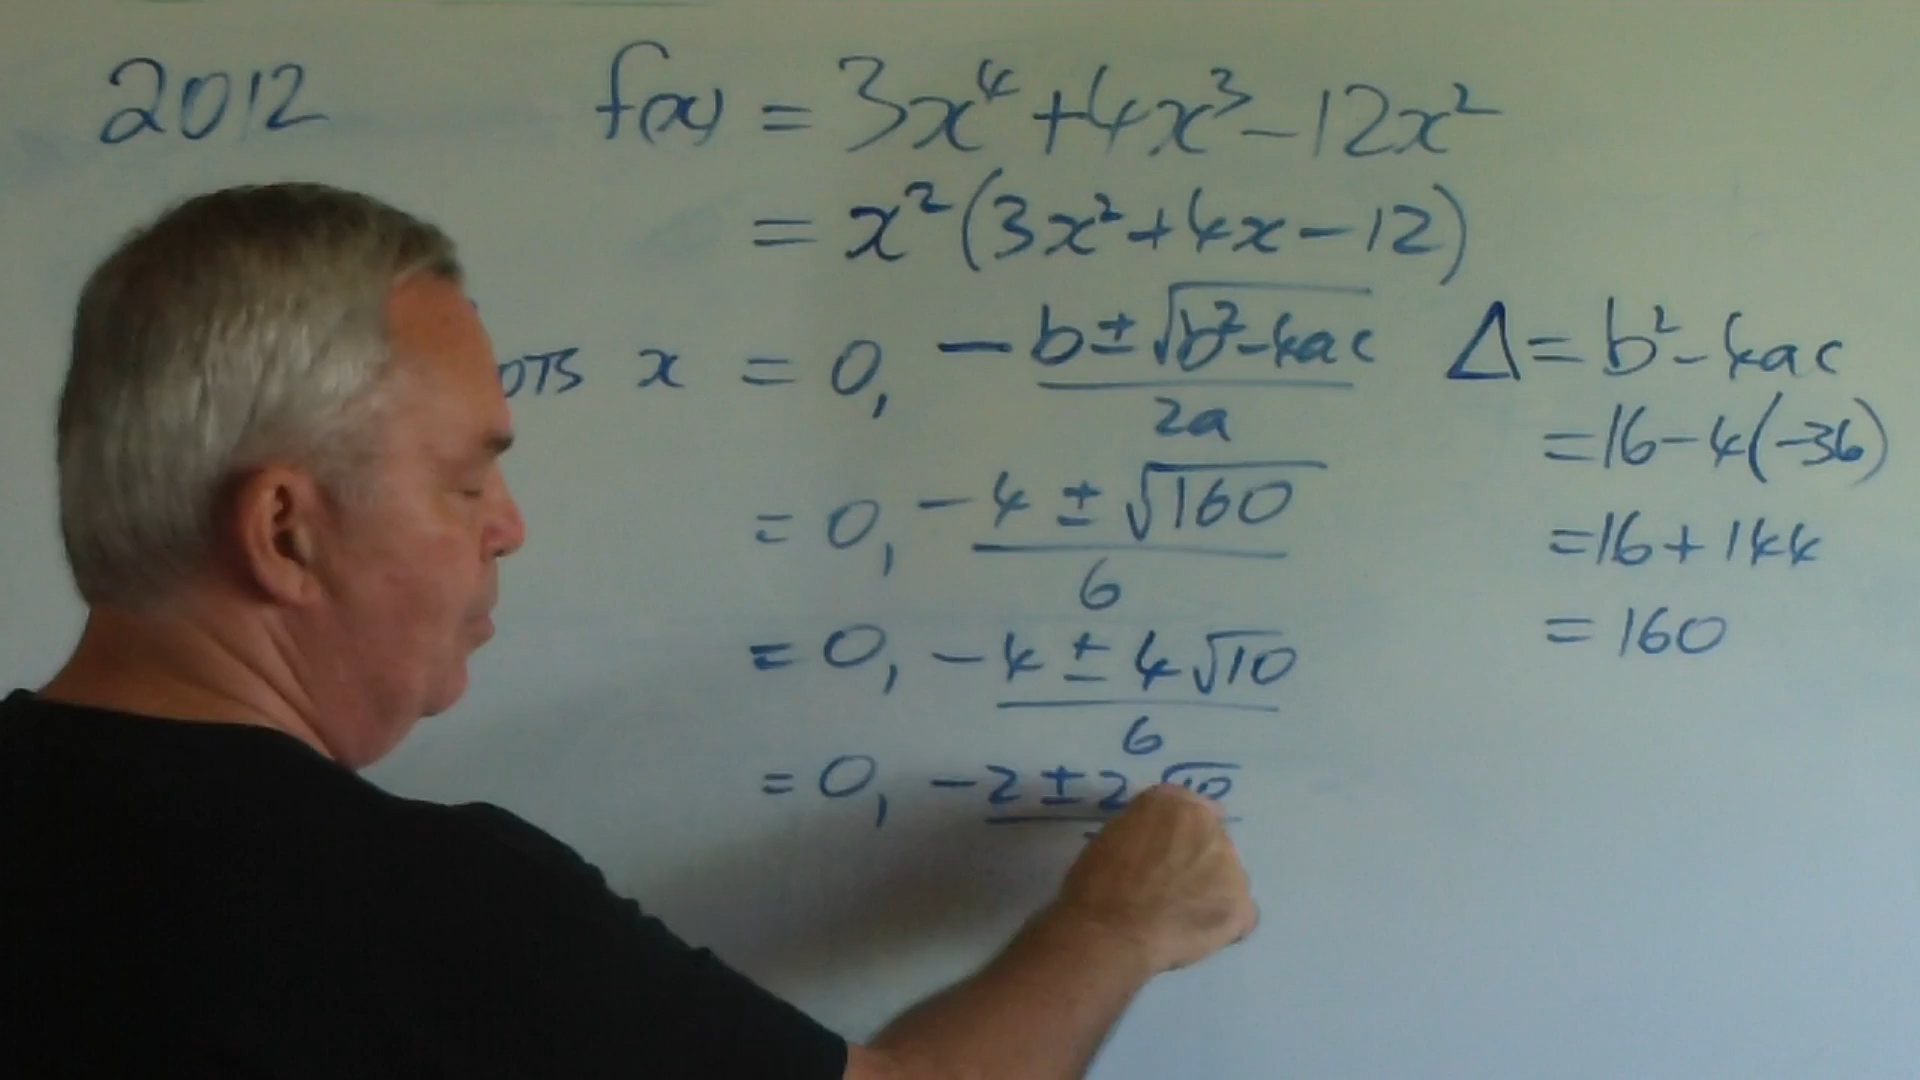 2012 f(x) = 3x⁴ + 4x³ - 12x²
= x²(3x² + 4x - 12)
x = 0, -b ± √(b² - 4ac) / 2a
= 0, -4 ± √160 / 6
= 0, -4 ± 4√10 / 6
= 0, -2 ± 2√10
Δ = b² - 4ac
= 16 - 4(-36)
= 16 + 144
= 160